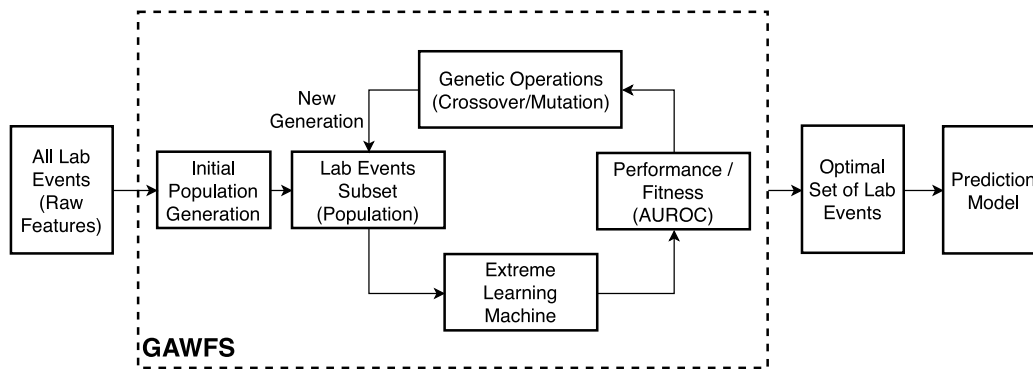 All Lab
Events
(Raw
Features)
Initial
Population
Generation
New
Generation
Lab Events
Subset
(Population)
Genetic Operations
(Crossover/Mutation)
Extreme
Learning
Machine
Performance /
Fitness
(AUROC)
GAWFS
Optimal
Set of Lab
Events
Prediction
Model